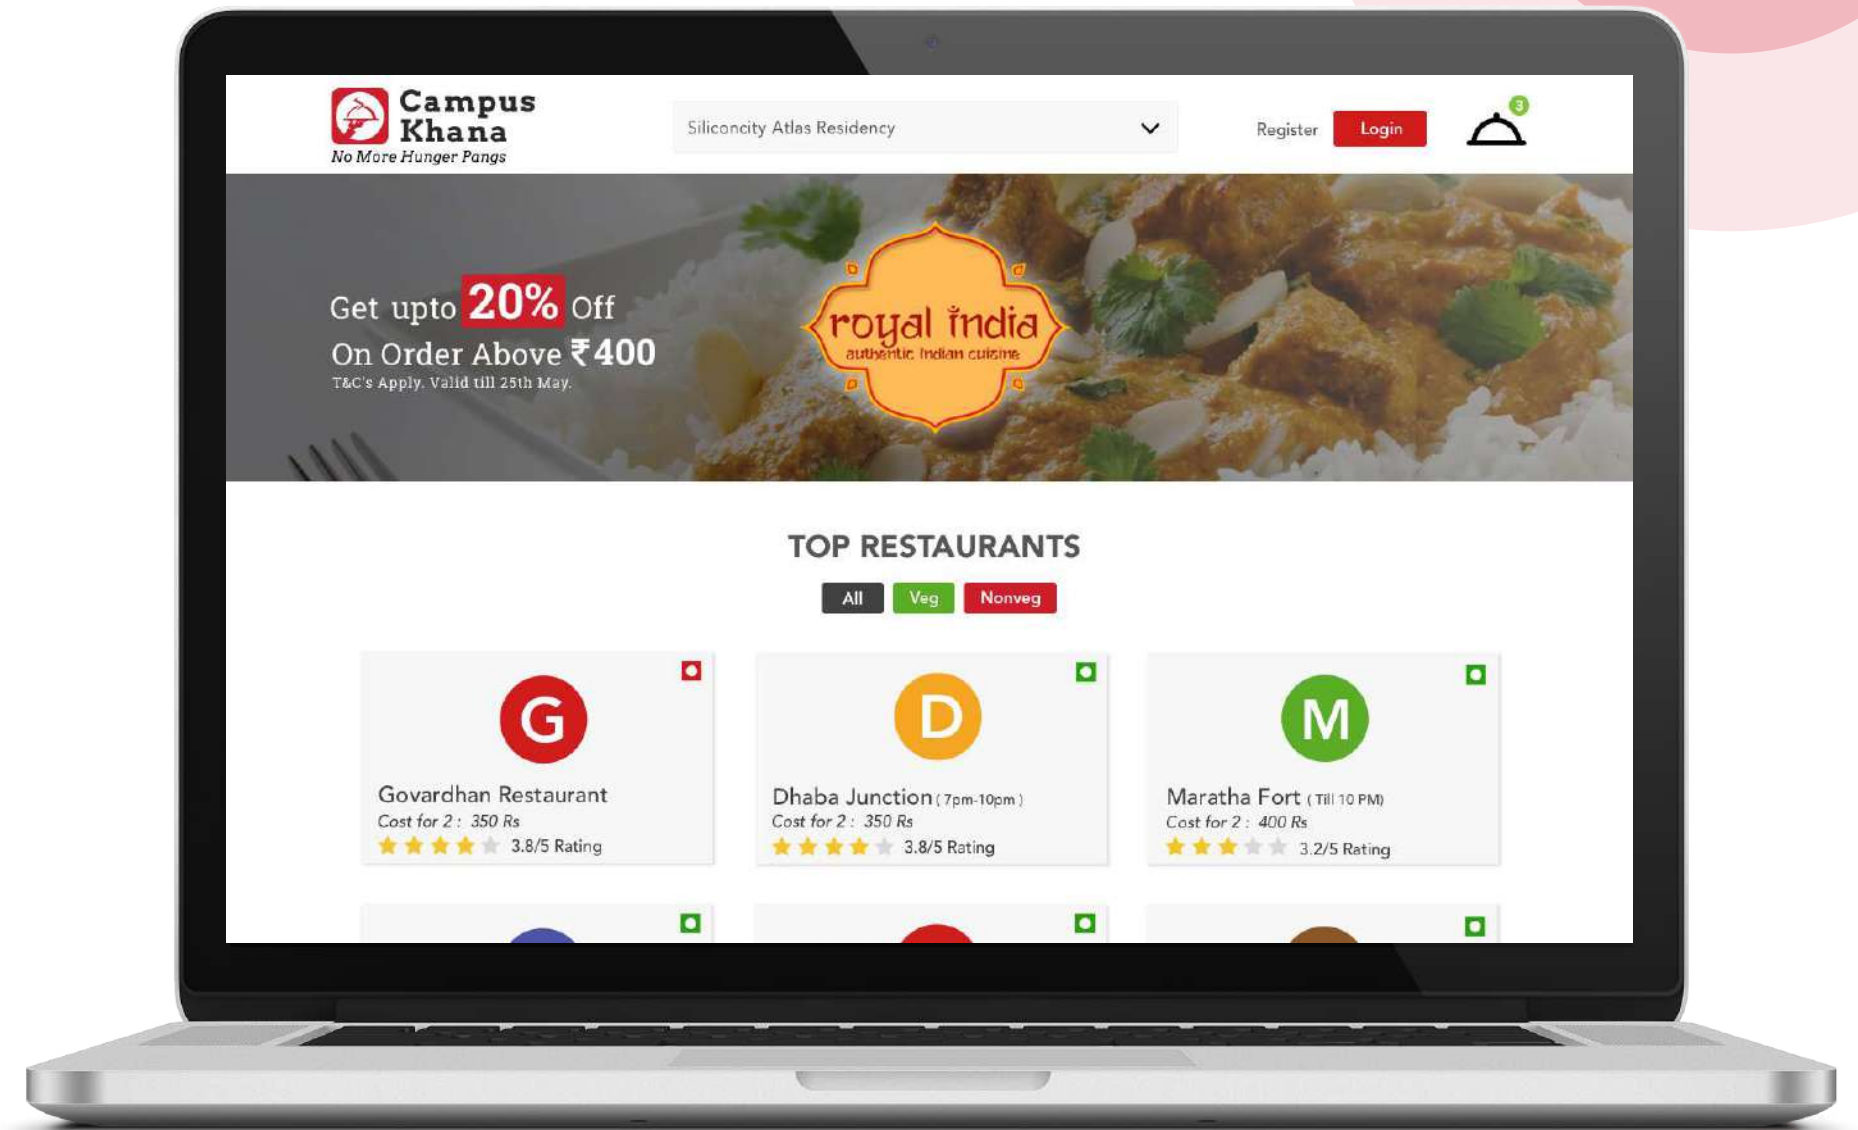 Campus
Khana
No More Hunger Pangs
Siliconcity Atlas Residency
Register
Login
3
Get upto 20% Off
On Order Above ₹400
T&C's Apply. Valid till 25th May.
royal india
authentic indian cuisine
TOP RESTAURANTS
All
Veg
Nonveg
G
Govardhan Restaurant
Cost for 2 : 350 Rs
3.8/5 Rating
D
Dhaba Junction ( 7pm-10pm )
Cost for 2 : 350 Rs
3.8/5 Rating
M
Maratha Fort ( Till 10 PM)
Cost for 2 : 400 Rs
3.2/5 Rating